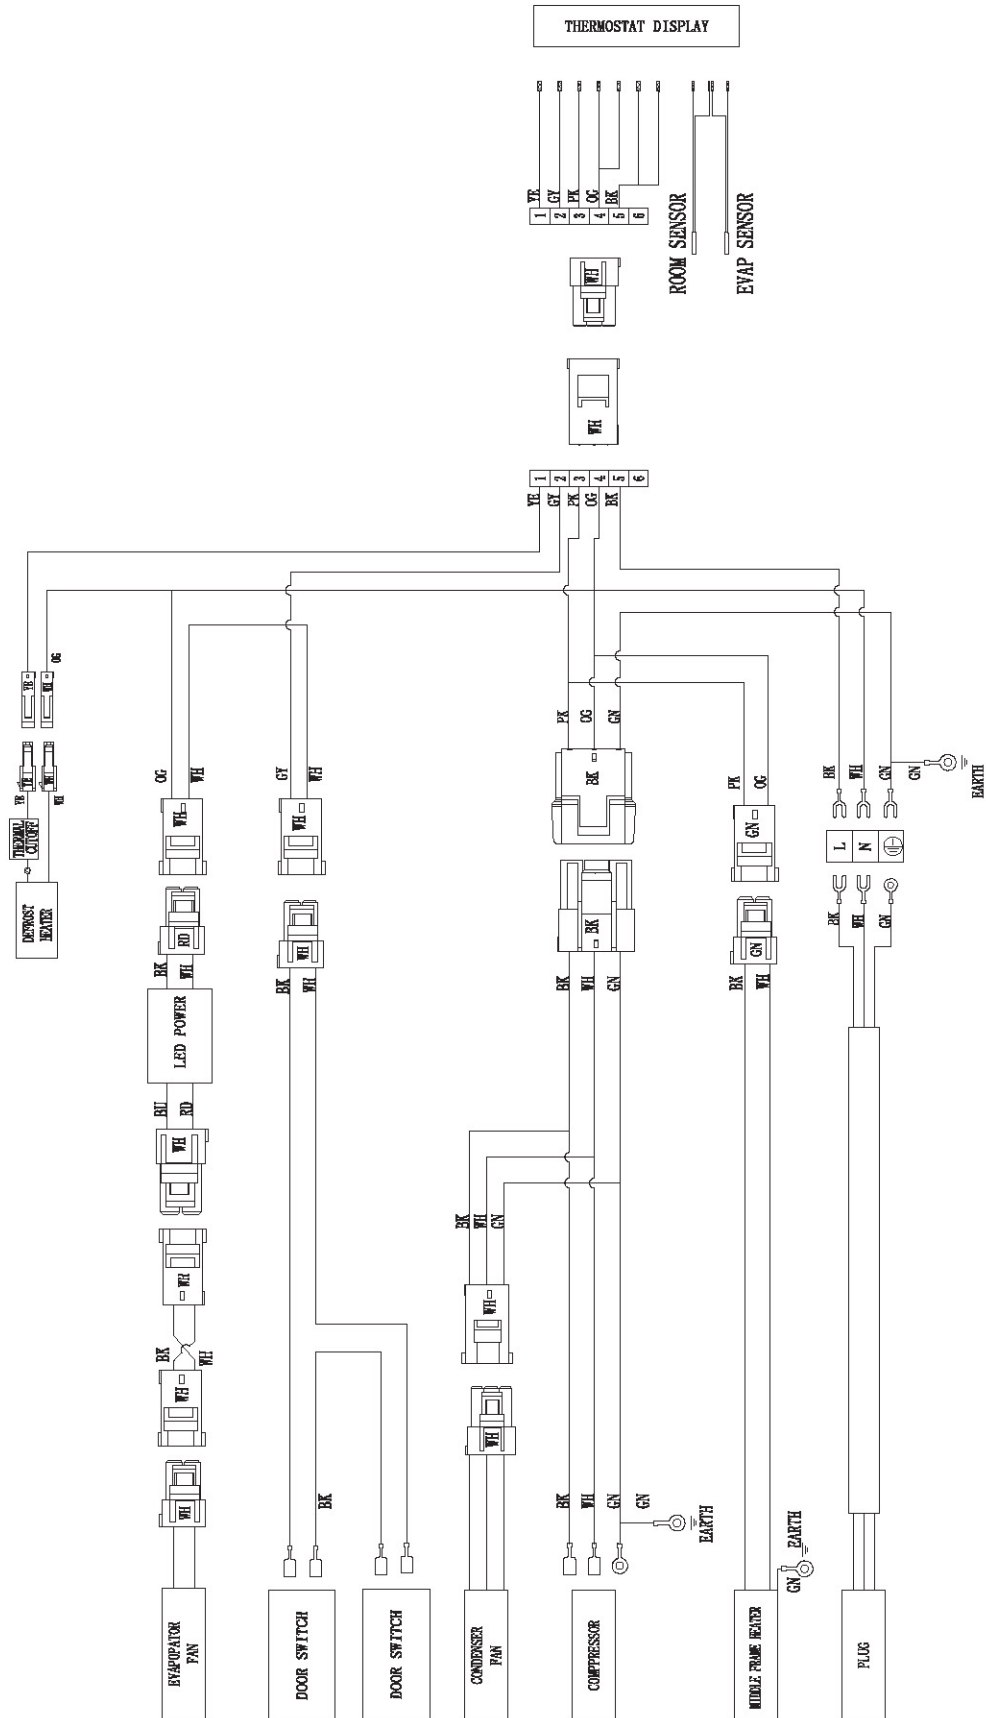 THERMOSTAT DISPLAY
YE
GY
PK
OG
BK
1
2
3
4
5
6
ROOM SENSOR
EVAP SENSOR
WH
WH
1
2
3
4
5
6
YE
GY
PK
OG
BK
YE
WH
OG
YE
WH
YE
WH
THERMAL
CUTOFF
DEFROST
HEATER
OG
WH
WH
GY
WH
WH
PK
OG
GN
BK
PK
OG
GN
BK
WH
GN
GN
EARTH
L
N
RD
BK
WH
WH
BK
WH
BK
BK
WH
GN
GN
BK
WH
BK
WH
GN
LED POWER
BU
RD
WH
WH
BK
WH
WH
WH
BK
WH
GN
WH
WH
BK
BK
WH
GN
GN
EARTH
GN
EARTH
EVAPOPATOR
FAN
DOOR SWITCH
DOOR SWITCH
CONDENSER
FAN
COMPPRESSOR
MIDDLE FRAME HEATER
PLUG